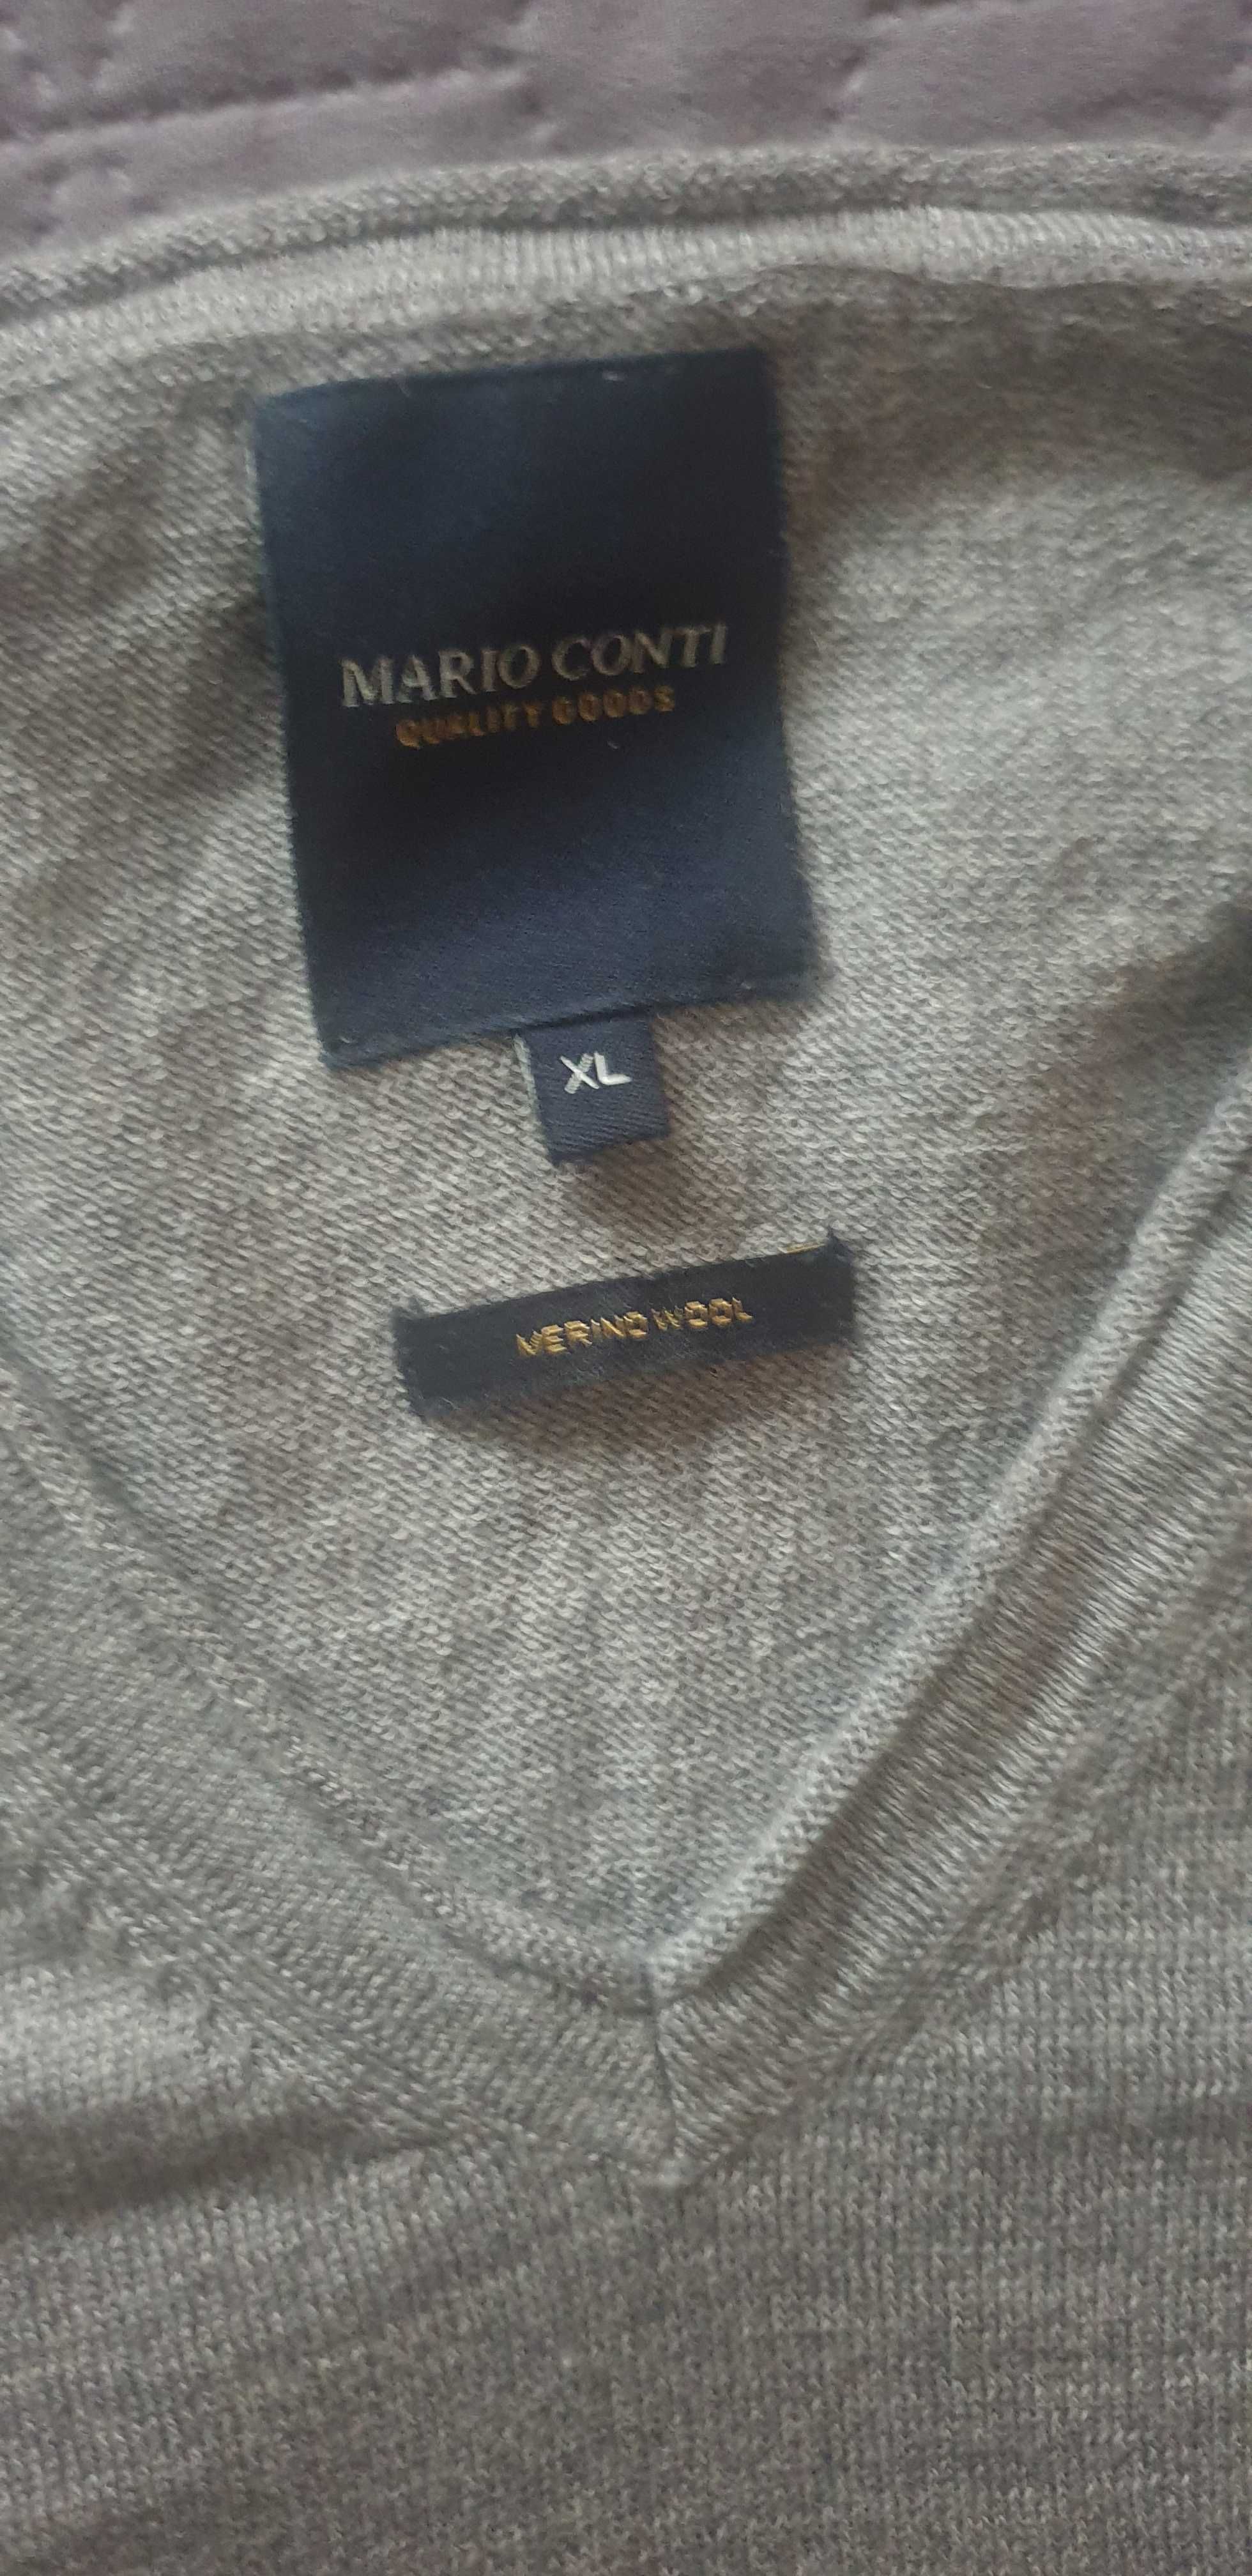 MARIO CONTI
QUALITY GOODS
XL
MERINO WOOL